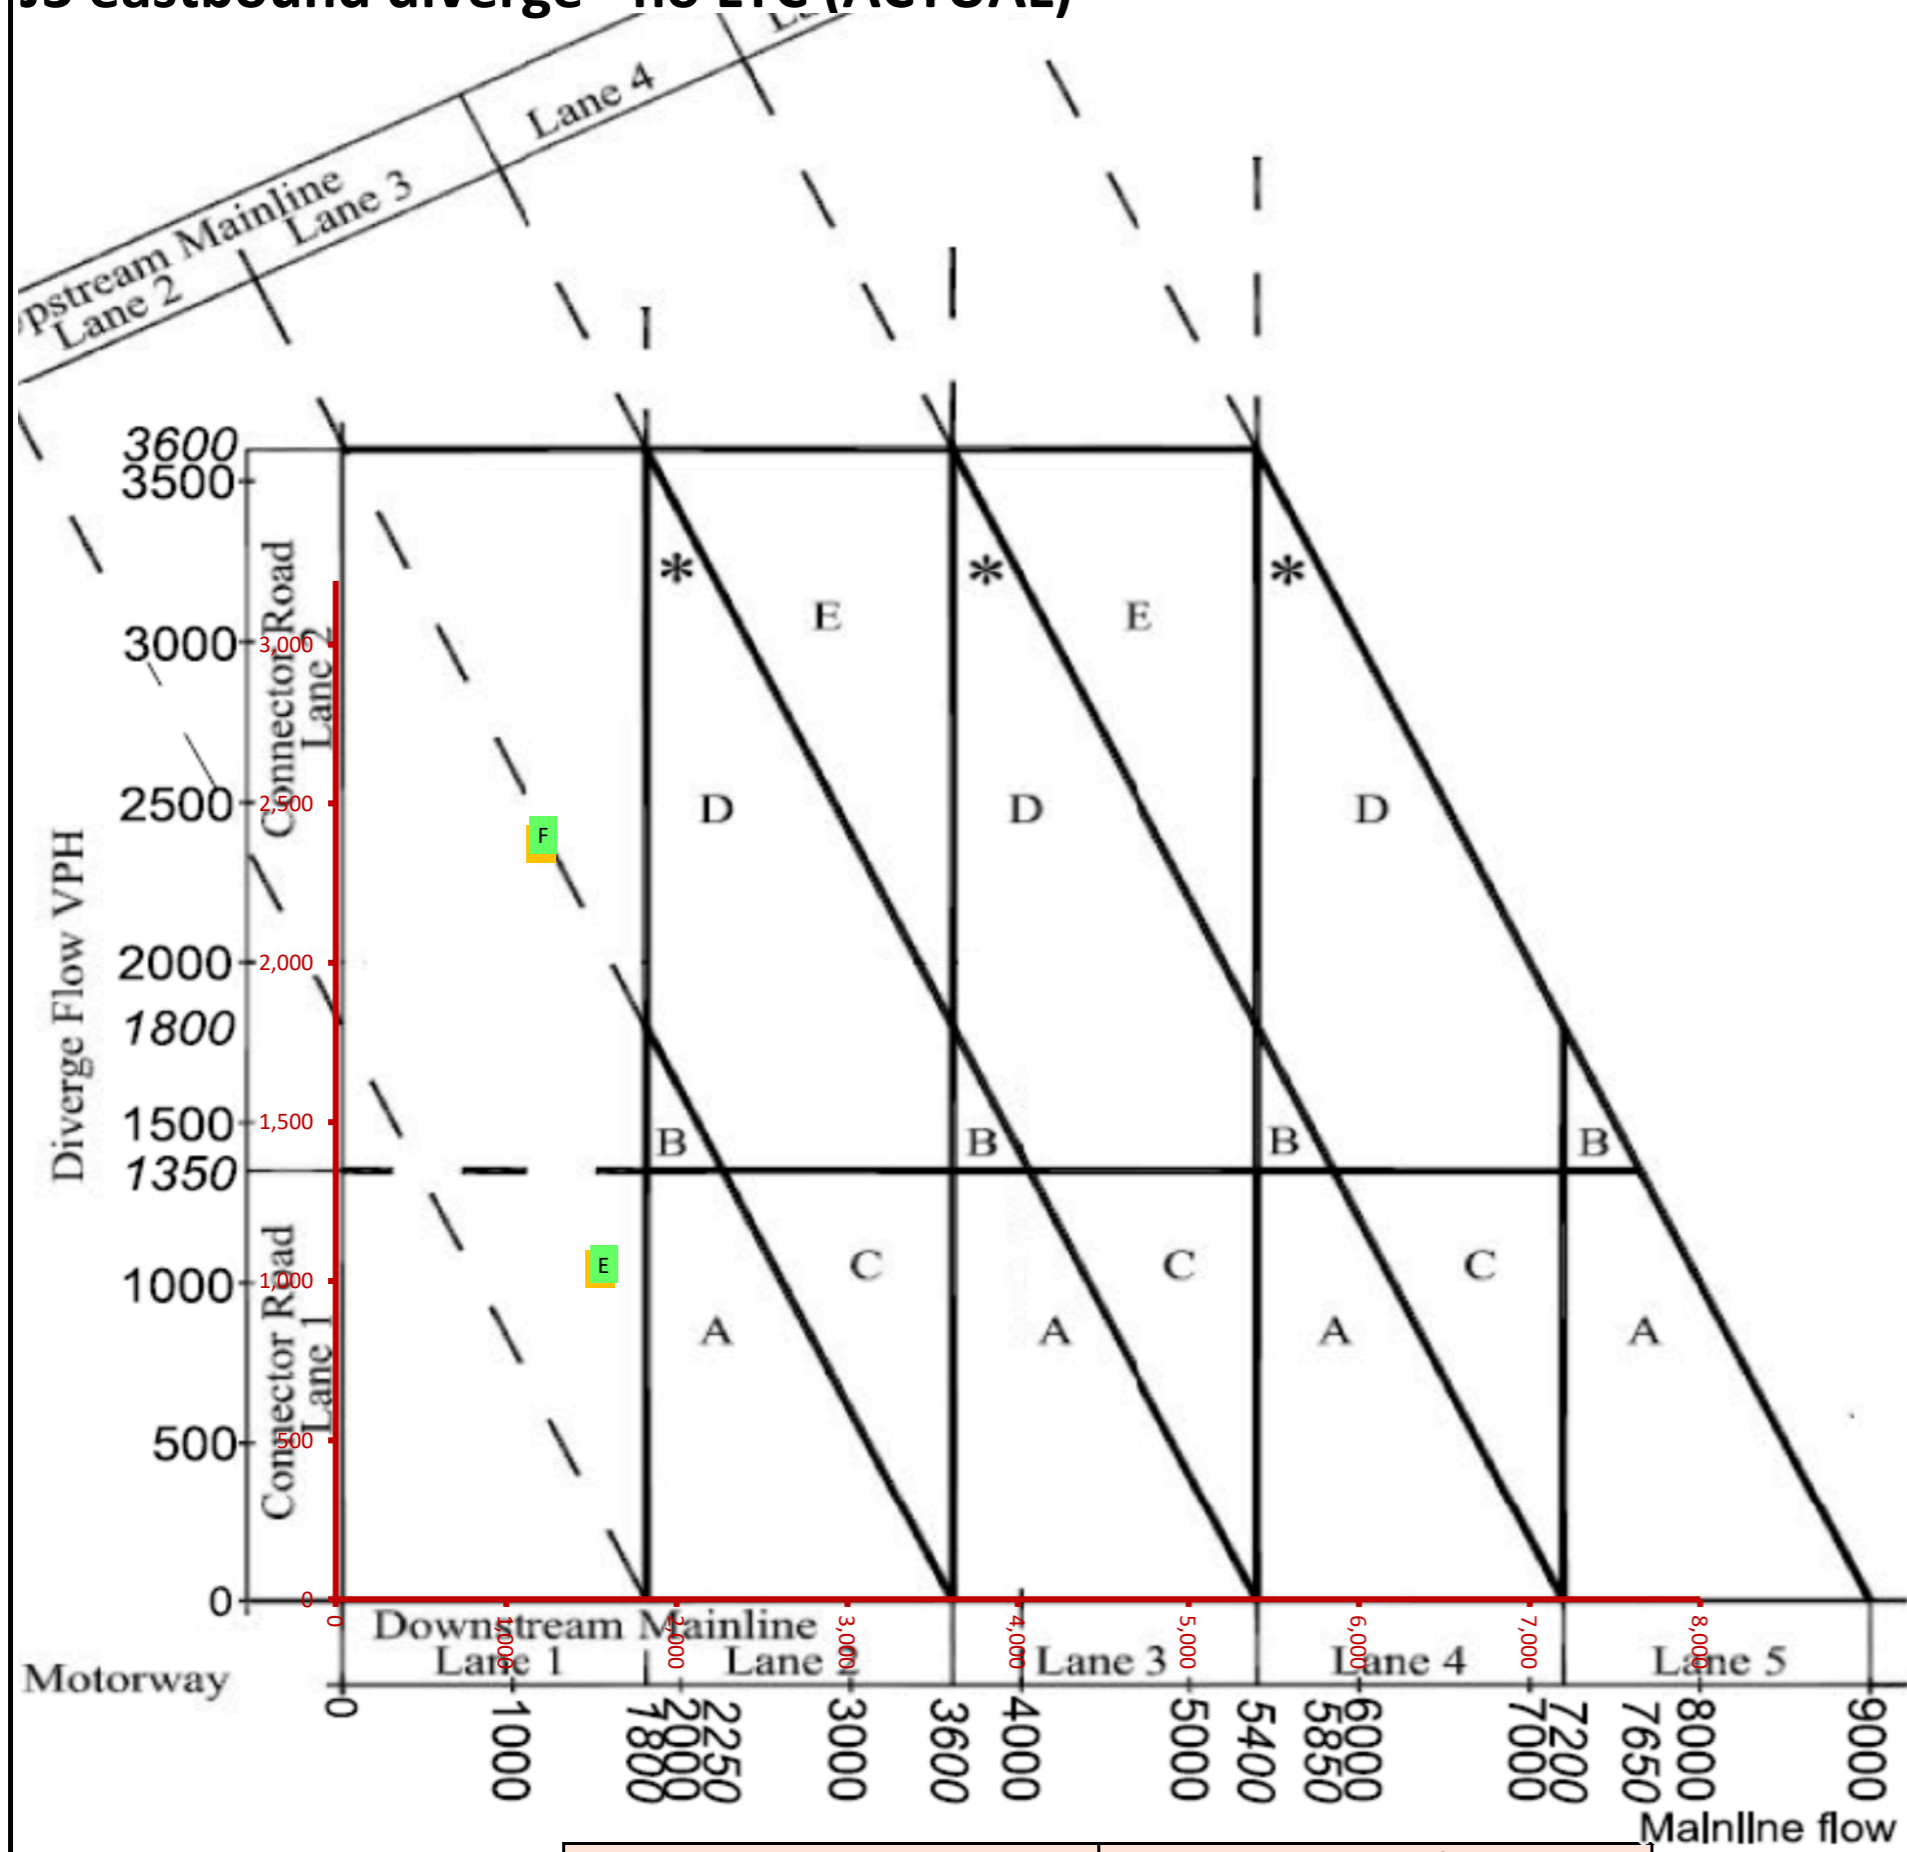 J5 eastbound diverge - no LTC (ACTUAL)
Upstream Mainline
Lane 2
Lane 3
Lane 4
3600
3500
3000
2500
2000
1800
1500
1350
1000
500
0
Diverge Flow VPH
Connector Road
Lane 2
Connector Road
Lane 1
3,000
2,500
2,000
1,500
1,000
500
0
* * *
E E
D D D
F
B B B B
E
C C C
A A A A
0 1,000 2,000 3,000 4,000 5,000 6,000 7,000 8,000
Downstream Mainline
Motorway
Lane 1 Lane 2 Lane 3 Lane 4 Lane 5
0 1000 1800 2000 2250 3000 3600 4000 5000 5400 5850 6000 7000 7200 7650 8000 9000
Mainline flow